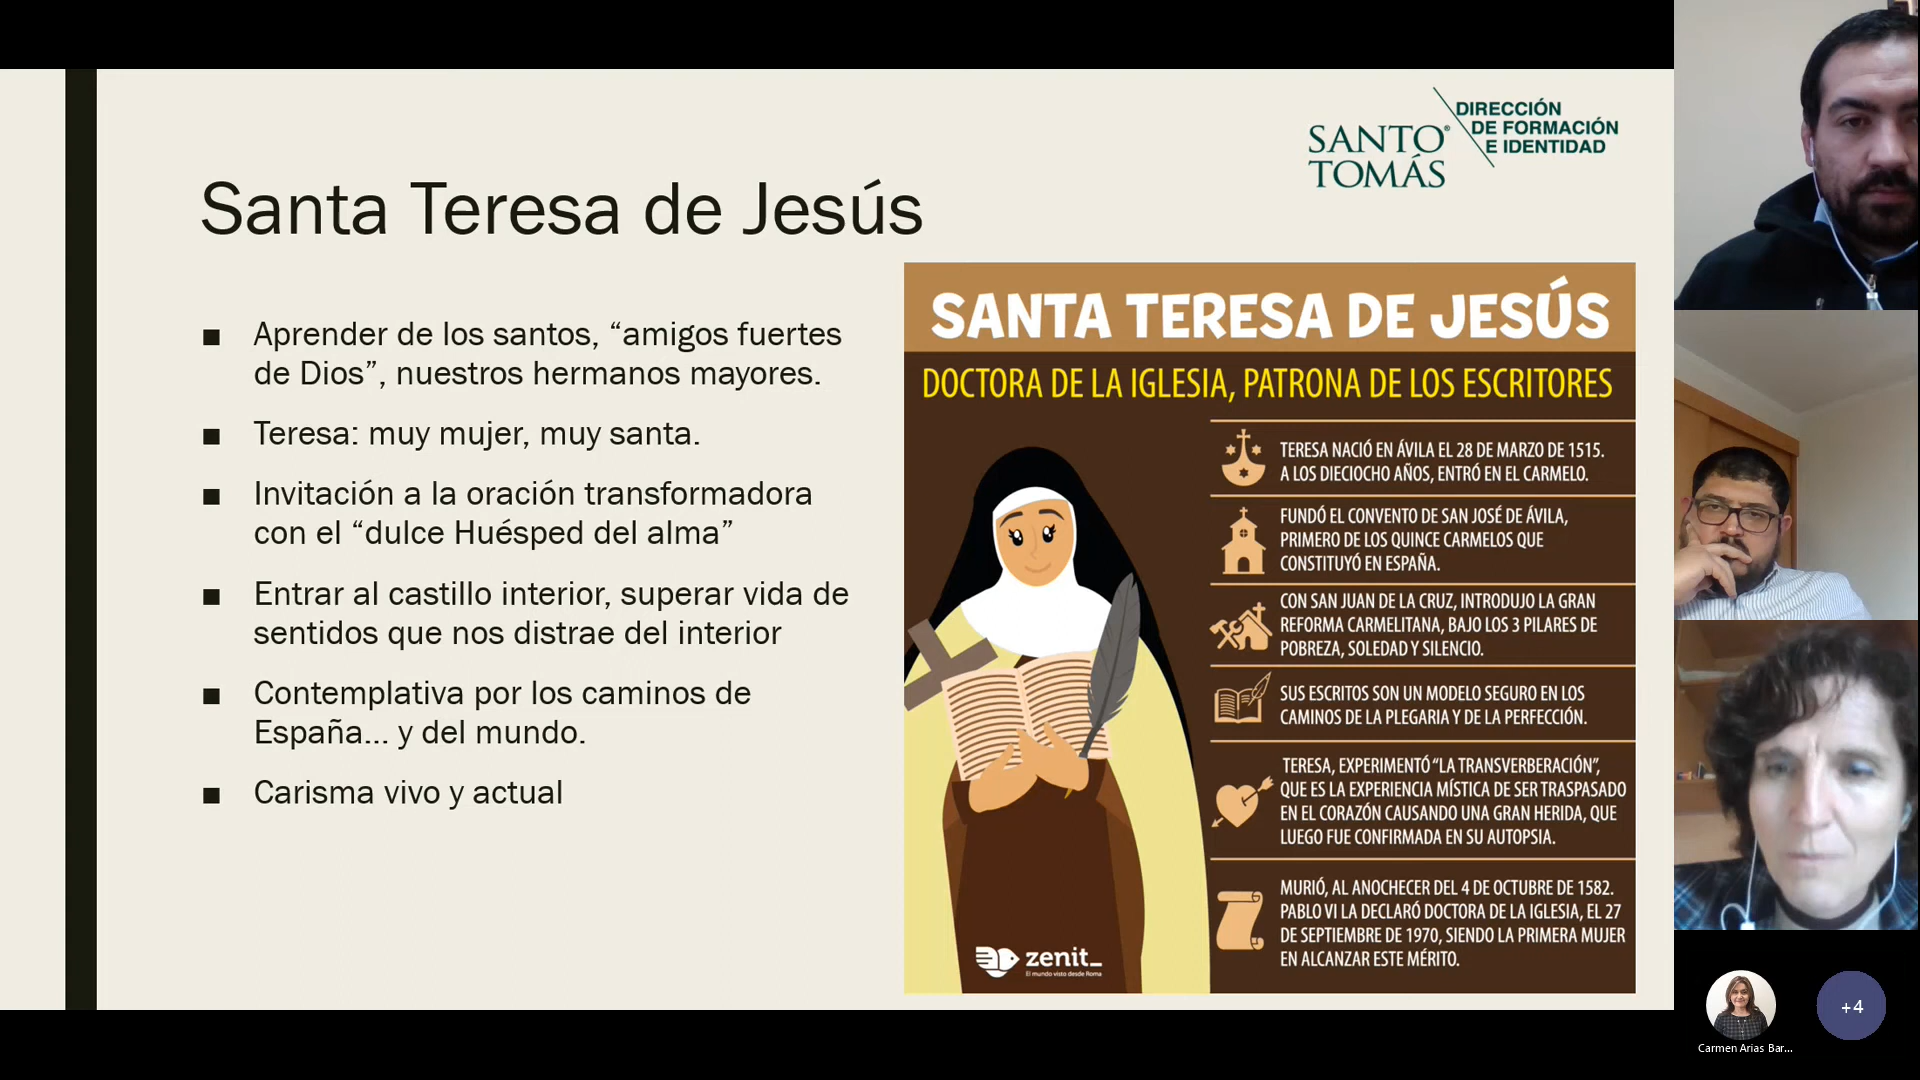 SANTO®
TOMÁS
DIRECCIÓN
DE FORMACIÓN
E IDENTIDAD
Santa Teresa de Jesús
■ Aprender de los santos, “amigos fuertes
de Dios”, nuestros hermanos mayores.
■ Teresa: muy mujer, muy santa.
■ Invitación a la oración transformadora
con el “dulce Huésped del alma”
■ Entrar al castillo interior, superar vida de
sentidos que nos distrae del interior
■ Contemplativa por los caminos de
España… y del mundo.
■ Carisma vivo y actual
SANTA TERESA DE JESÚS
DOCTORA DE LA IGLESIA, PATRONA DE LOS ESCRITORES
TERESA NACIÓ EN ÁVILA EL 28 DE MARZO DE 1515.
A LOS DIECIOCHO AÑOS, ENTRÓ EN EL CARMELO.
FUNDÓ EL CONVENTO DE SAN JOSÉ DE ÁVILA,
PRIMERO DE LOS QUINCE CARMELOS QUE
CONSTITUYÓ EN ESPAÑA.
CON SAN JUAN DE LA CRUZ, INTRODUJO LA GRAN
REFORMA CARMELITANA, BAJO LOS 3 PILARES DE
POBREZA, SOLEDAD Y SILENCIO.
SUS ESCRITOS SON UN MODELO SEGURO EN LOS
CAMINOS DE LA PLEGARIA Y DE LA PERFECCIÓN.
TERESA, EXPERIMENTÓ “LA TRANSVERBERACIÓN”,
QUE ES LA EXPERIENCIA MÍSTICA DE SER TRASPASADO
EN EL CORAZÓN CAUSANDO UNA GRAN HERIDA, QUE
LUEGO FUE CONFIRMADA EN SU AUTOPSIA.
MURIÓ, AL ANOCHECER DEL 4 DE OCTUBRE DE 1582.
PABLO VI LA DECLARÓ DOCTORA DE LA IGLESIA, EL 27
DE SEPTIEMBRE DE 1970, SIENDO LA PRIMERA MUJER
EN ALCANZAR ESTE MÉRITO.
zenit_
El mundo visto desde Roma
Carmen Arias Bar...
+4